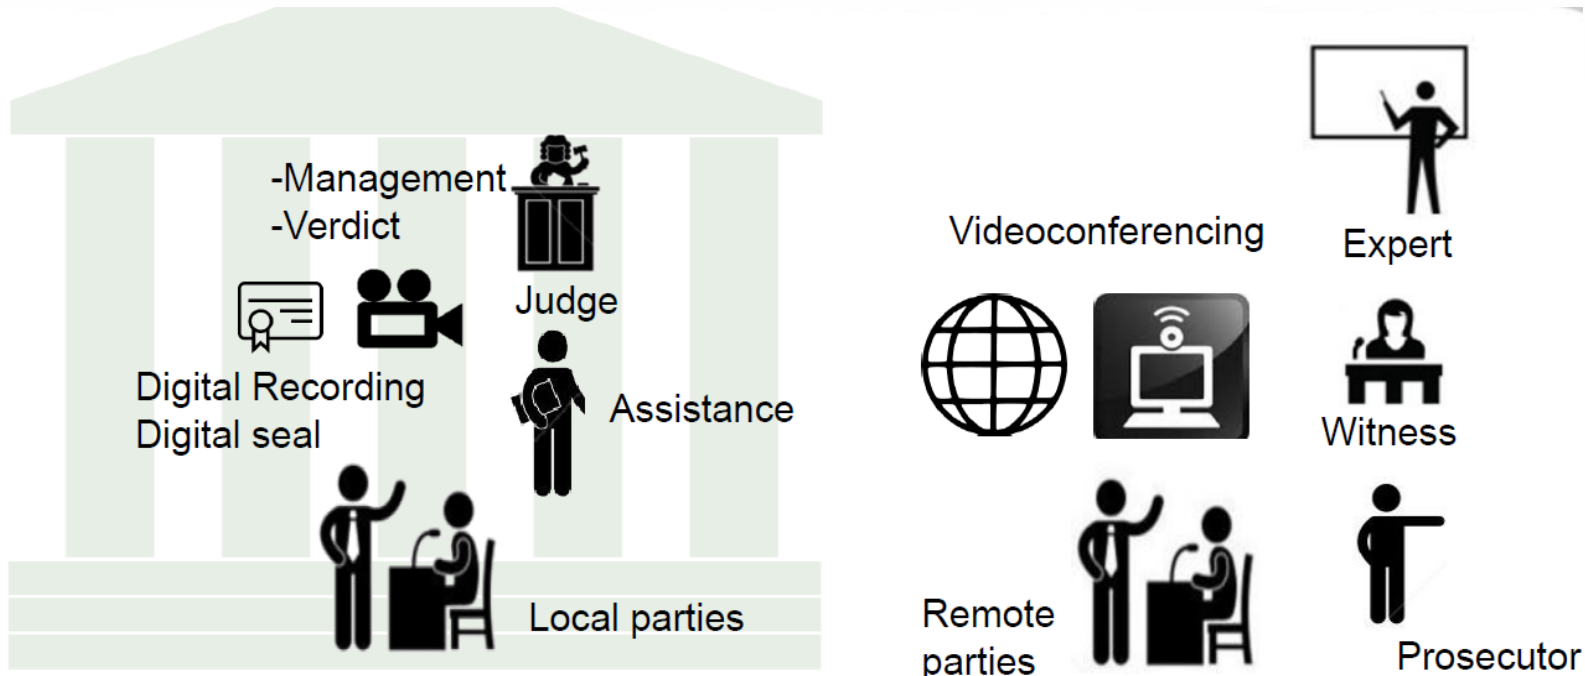 -Management
-Verdict
Judge
Digital Recording
Digital seal
Assistance
Local parties
Videoconferencing
Expert
Witness
Remote
parties
Prosecutor